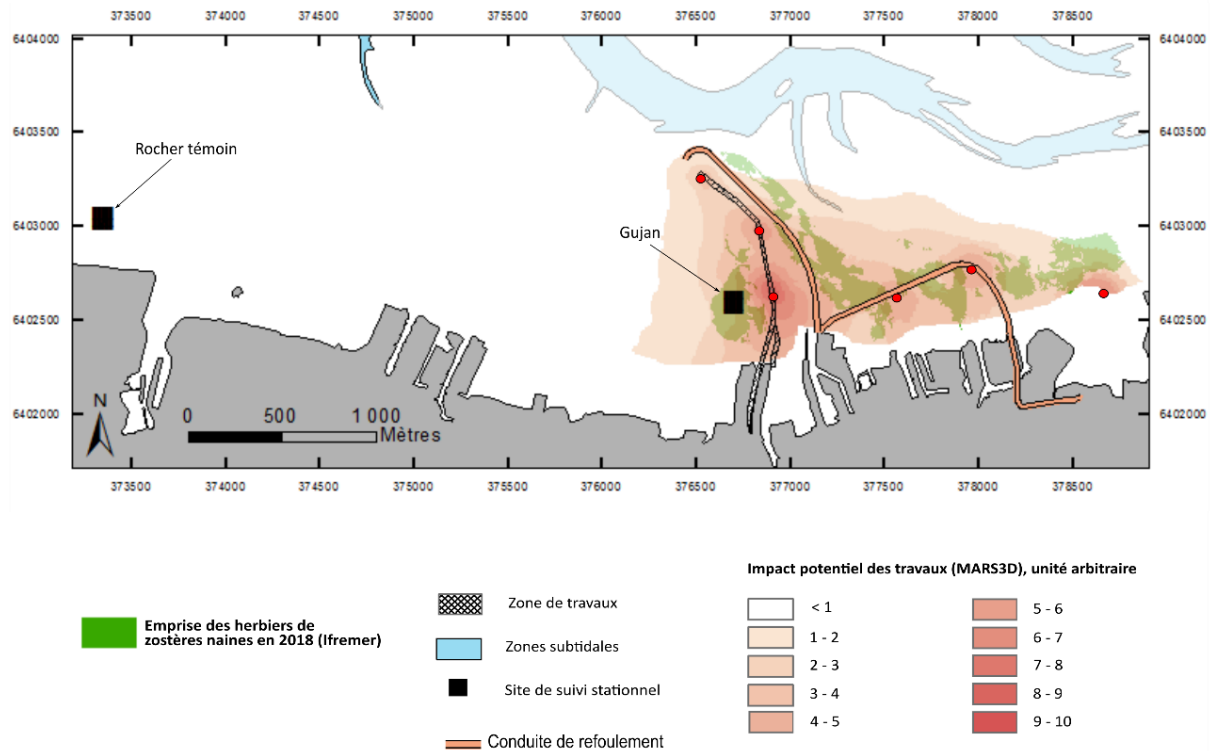 373500 374000 374500 375000 375500 376000 376500 377000 377500 378000 378500
6404000 6404000
6403500 6403500
Rocher témoin
6403000 6403000
Gujan
6402500 6402500
N
0 500 1 000
Mètres
6402000 6402000
373500 374000 374500 375000 375500 376000 376500 377000 377500 378000 378500
Impact potentiel des travaux (MARS3D), unité arbitraire
Emprise des herbiers de
zostères naines en 2018 (Ifremer)
Zone de travaux
Zones subtidales
Site de suivi stationnel
Conduite de refoulement
< 1
1 - 2
2 - 3
3 - 4
4 - 5
5 - 6
6 - 7
7 - 8
8 - 9
9 - 10